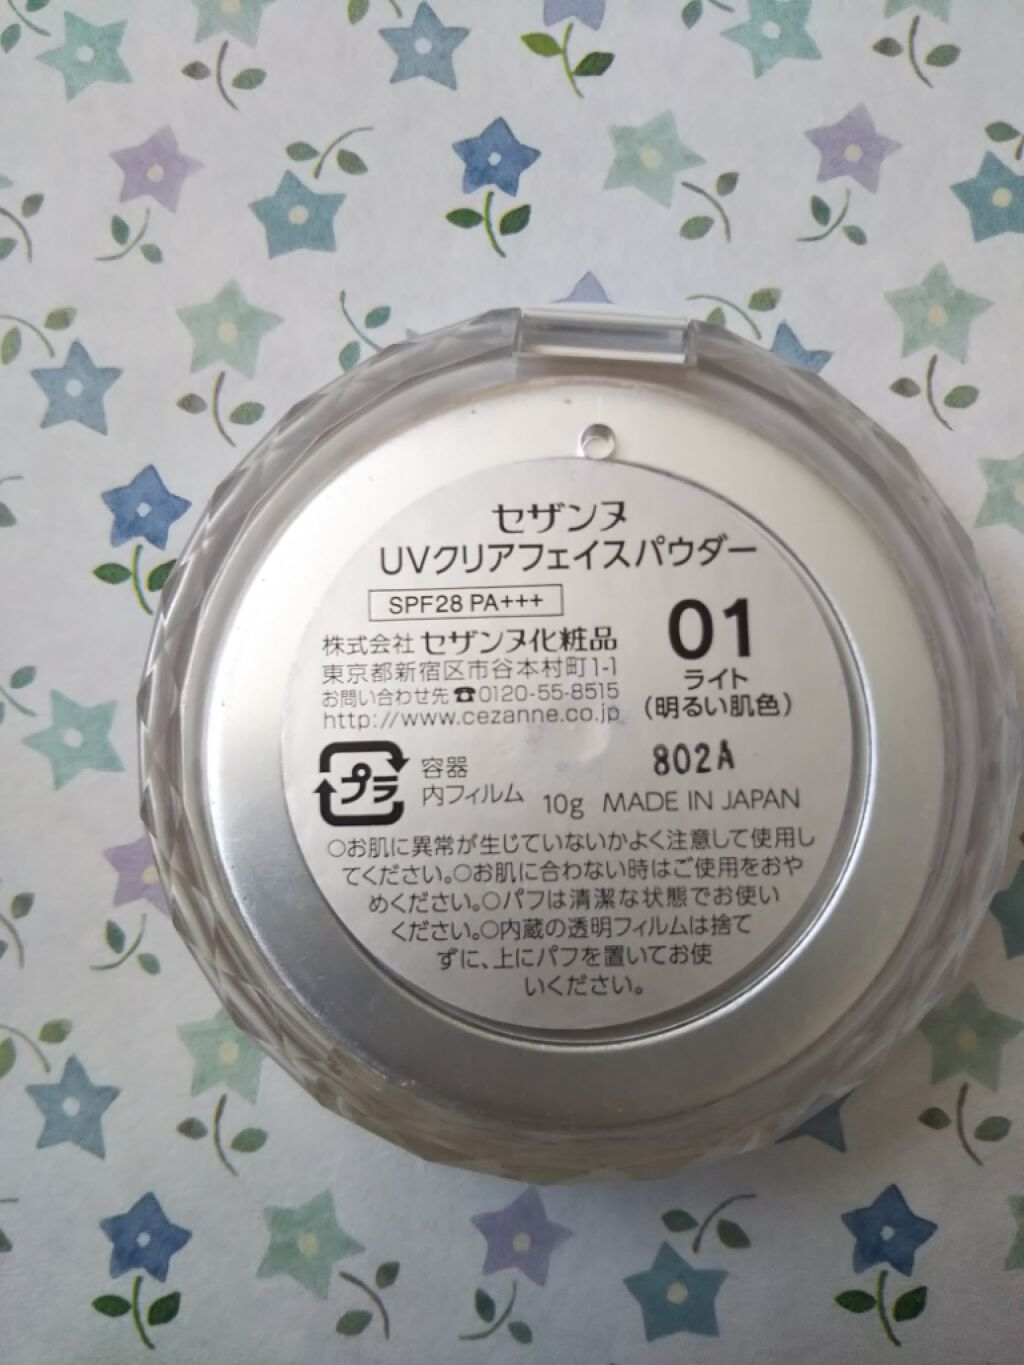 セザンヌ
UVクリアフェイスパウダー
SPF28 PA+++
株式会社 セザンヌ化粧品
東京都新宿区市谷本村町1-1
お問い合わせ先 ☎0120-55-8515
http://www.cezanne.co.jp
01
ライト
(明るい肌色)
プラ
容器
内フィルム
802A
10g MADE IN JAPAN
○お肌に異常が生じていないかよく注意して使用し
てください。○お肌に合わない時はご使用をおや
めください。○パフは清潔な状態でお使い
ください。○内蔵の透明フィルムは捨て
ずに、上にパフを置いてお使
いください。